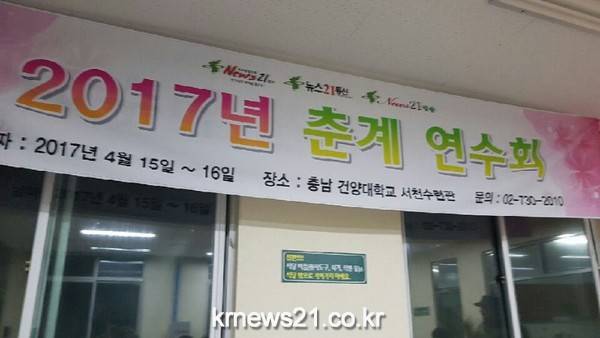 News21 뉴스21통신 News21
2017년 춘계 연수회
자 : 2017년 4월 15일 ~ 16일 장소 : 충남 건양대학교 서천수련관 문의 : 02-730-2010
krnews21.co.kr